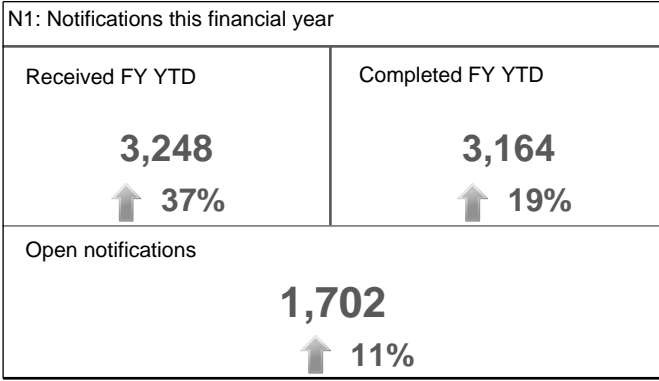 N1: Notifications this financial year
Received FY YTD
3,248
37%
Completed FY YTD
3,164
19%
Open notifications
1,702
11%